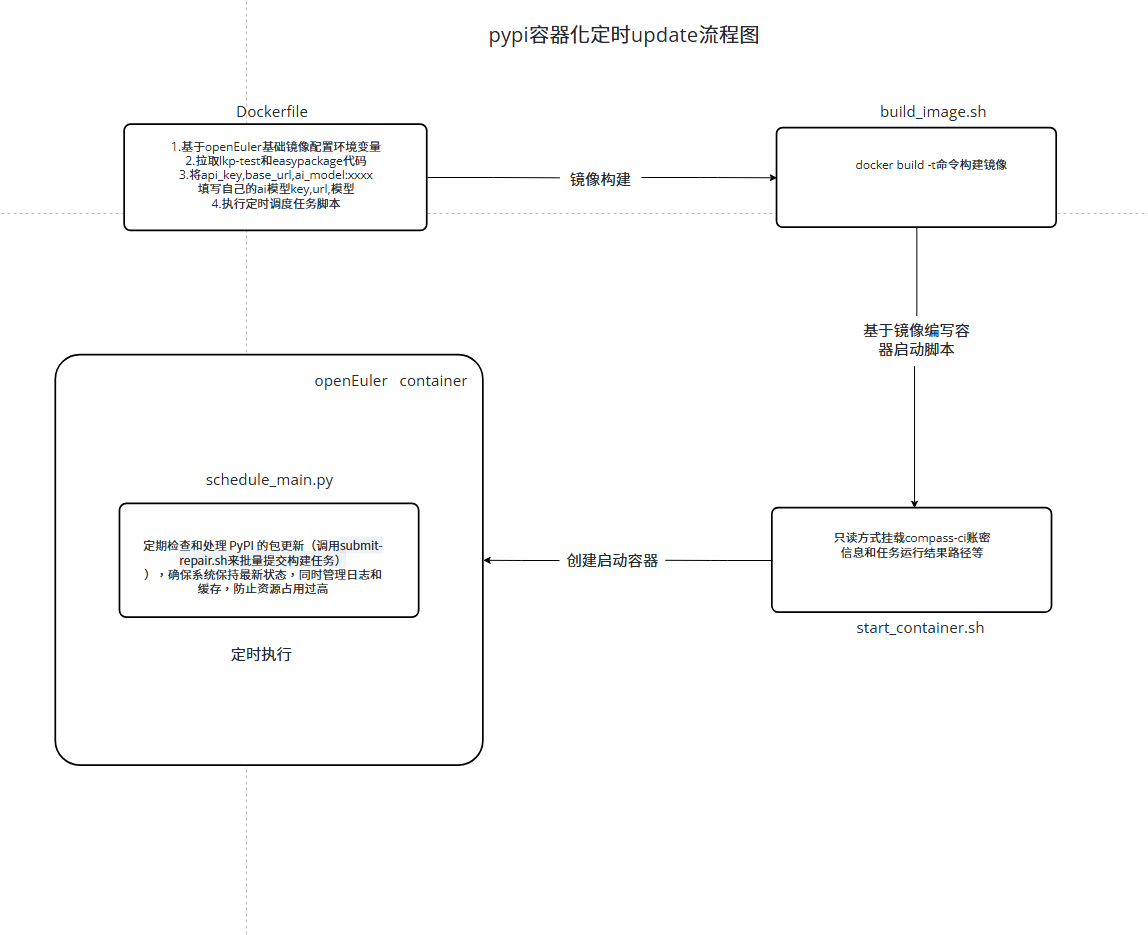 pypi容器化定时update流程图
Dockerfile
1.基于openEuler基础镜像配置环境变量
2.拉取lkp-test和easypackage代码
3.将api_key,base_url,ai_model:xxxx
填写自己的ai模型key,url,模型
4.执行定时调度任务脚本
镜像构建
build_image.sh
docker build -t命令构建镜像
基于镜像编写容
器启动脚本
只读方式挂载compass-ci账密
信息和任务运行结果路径等
start_container.sh
创建启动容器
openEuler container
schedule_main.py
定期检查和处理 PyPI 的包更新（调用submit-
repair.sh来批量提交构建任务）
），确保系统保持最新状态，同时管理日志和
缓存，防止资源占用过高
定时执行